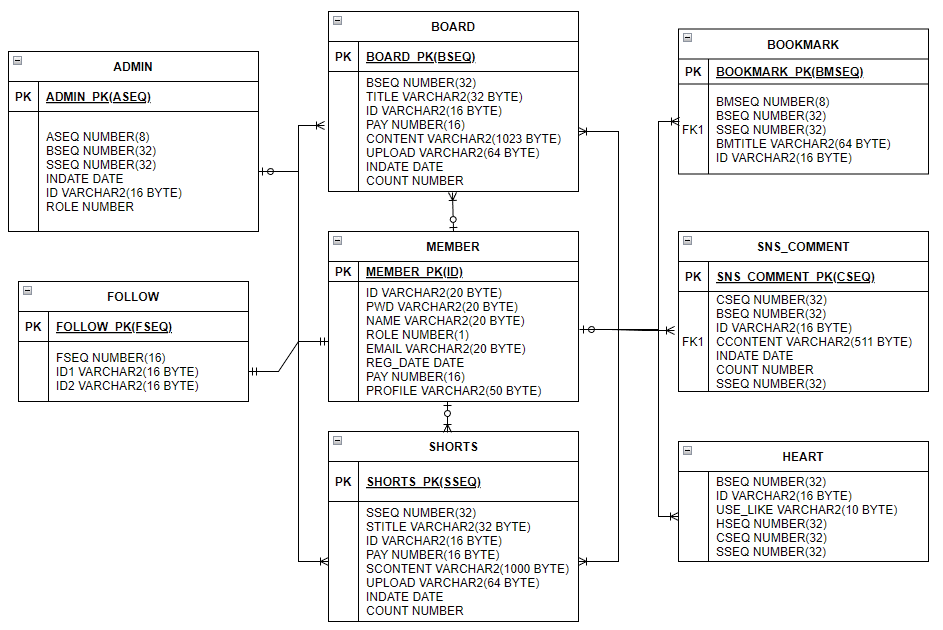 ADMIN
PK ADMIN_PK(ASEQ)
ASEQ NUMBER(8)
BSEQ NUMBER(32)
SSEQ NUMBER(32)
INDATE DATE
ID VARCHAR2(16 BYTE)
ROLE NUMBER
FOLLOW
PK FOLLOW_PK(FSEQ)
FSEQ NUMBER(16)
ID1 VARCHAR2(16 BYTE)
ID2 VARCHAR2(16 BYTE)
BOARD
PK BOARD_PK(BSEQ)
BSEQ NUMBER(32)
TITLE VARCHAR2(32 BYTE)
ID VARCHAR2(16 BYTE)
PAY NUMBER(16)
CONTENT VARCHAR2(1023 BYTE)
UPLOAD VARCHAR2(64 BYTE)
INDATE DATE
COUNT NUMBER
MEMBER
PK MEMBER_PK(ID)
ID VARCHAR2(20 BYTE)
PWD VARCHAR2(20 BYTE)
NAME VARCHAR2(20 BYTE)
ROLE NUMBER(1)
EMAIL VARCHAR2(20 BYTE)
REG_DATE DATE
PAY NUMBER(16)
PROFILE VARCHAR2(50 BYTE)
SHORTS
PK SHORTS_PK(SSEQ)
SSEQ NUMBER(32)
STITLE VARCHAR2(32 BYTE)
ID VARCHAR2(16 BYTE)
PAY NUMBER(16 BYTE)
SCONTENT VARCHAR2(1000 BYTE)
UPLOAD VARCHAR2(64 BYTE)
INDATE DATE
COUNT NUMBER
BOOKMARK
PK BOOKMARK_PK(BMSEQ)
BMSEQ NUMBER(8)
BSEQ NUMBER(32)
FK1 SSEQ NUMBER(32)
BMTITLE VARCHAR2(64 BYTE)
ID VARCHAR2(16 BYTE)
SNS_COMMENT
PK SNS_COMMENT_PK(CSEQ)
CSEQ NUMBER(32)
BSEQ NUMBER(32)
ID VARCHAR2(16 BYTE)
FK1 CCONTENT VARCHAR2(511 BYTE)
INDATE DATE
COUNT NUMBER
SSEQ NUMBER(32)
HEART
BSEQ NUMBER(32)
ID VARCHAR2(16 BYTE)
USE_LIKE VARCHAR2(10 BYTE)
HSEQ NUMBER(32)
CSEQ NUMBER(32)
SSEQ NUMBER(32)